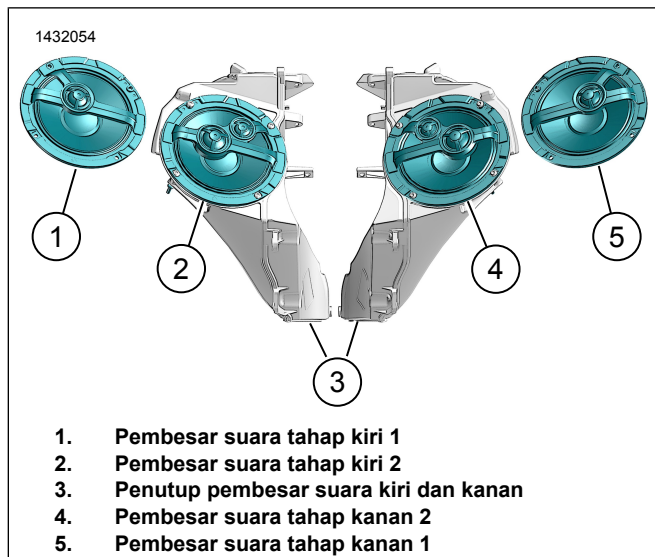 1432054
1
2
3
4
5
1. Pembesar suara tahap kiri 1
2. Pembesar suara tahap kiri 2
3. Penutup pembesar suara kiri dan kanan
4. Pembesar suara tahap kanan 2
5. Pembesar suara tahap kanan 1